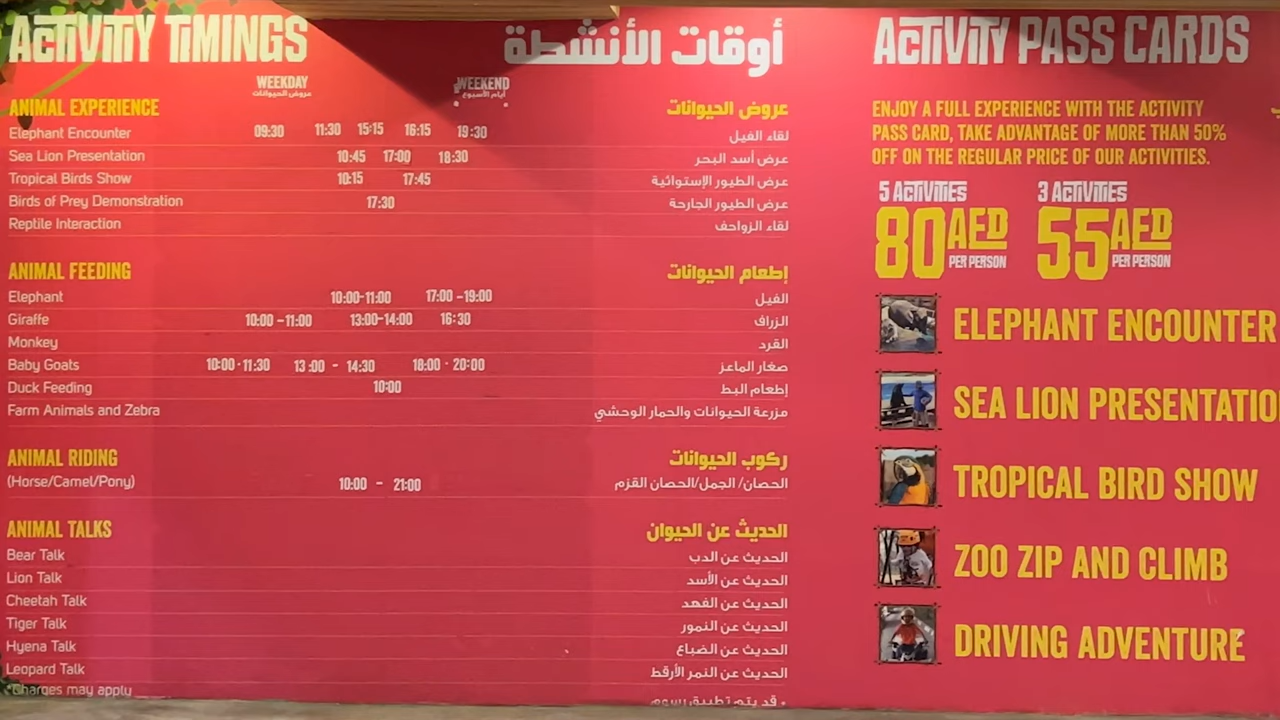 ACTIVITY TIMINGS
أوقات الأنشطة
WEEKDAY
عروض الحيوانات
WEEKEND
أيام الأسبوع
ANIMAL EXPERIENCE
عروض الحيوانات
Elephant Encounter 09:30 11:30 15:15 16:15 19:30 لقاء الفيل
Sea Lion Presentation 10:45 17:00 18:30 عرض أسد البحر
Tropical Birds Show 10:15 17:45 عرض الطيور الإستوائية
Birds of Prey Demonstration 17:30 عرض الطيور الجارحة
Reptile Interaction لقاء الزواحف
ANIMAL FEEDING إطعام الحيوانات
Elephant 10:00-11:00 17:00-19:00 الفيل
Giraffe 10:00-11:00 13:00-14:00 16:30 الزراف
Monkey القرد
Baby Goats 10:00-11:30 13:00 - 14:30 18:00-20:00 صغار الماعز
Duck Feeding 10:00 إطعام البط
Farm Animals and Zebra مزرعة الحيوانات والحمار الوحشي
ANIMAL RIDING ركوب الحيوانات
(Horse/Camel/Pony) 10:00 - 21:00 الحصان/ الجمل/الحصان القزم
ANIMAL TALKS الحديث عن الحيوان
Bear Talk الحديث عن الدب
Lion Talk الحديث عن الأسد
Cheetah Talk الحديث عن الفهد
Tiger Talk الحديث عن النمور
Hyena Talk الحديث عن الضباع
Leopard Talk الحديث عن النمر الأرقط
*Charges may apply • قد يتم تطبيق رسوم
ACTIVITY PASS CARDS
ENJOY A FULL EXPERIENCE WITH THE ACTIVITY
PASS CARD, TAKE ADVANTAGE OF MORE THAN 50%
OFF ON THE REGULAR PRICE OF OUR ACTIVITIES.
5 ACTIVITIES
80 AED
PER PERSON
3 ACTIVITIES
55 AED
PER PERSON
ELEPHANT ENCOUNTER
SEA LION PRESENTATIO
TROPICAL BIRD SHOW
ZOO ZIP AND CLIMB
DRIVING ADVENTURE